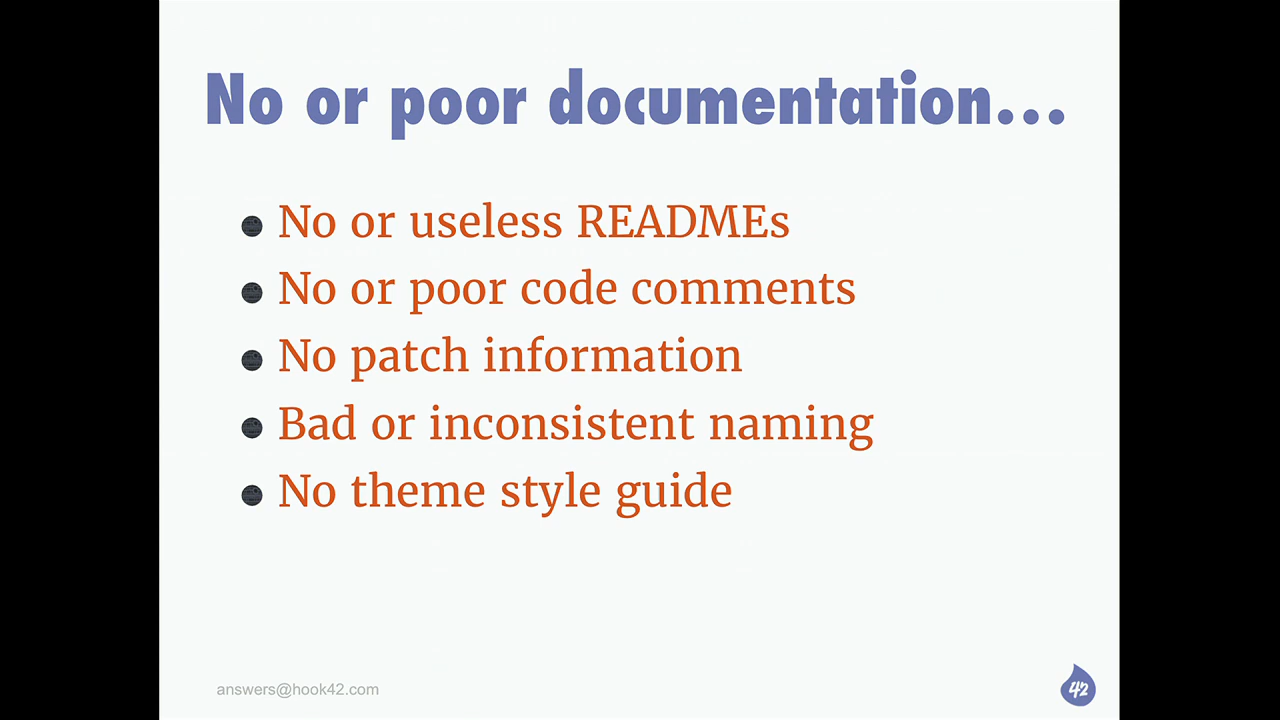 No or poor documentation...
No or useless READMEs
No or poor code comments
No patch information
Bad or inconsistent naming
No theme style guide
answers@hook42.com
42